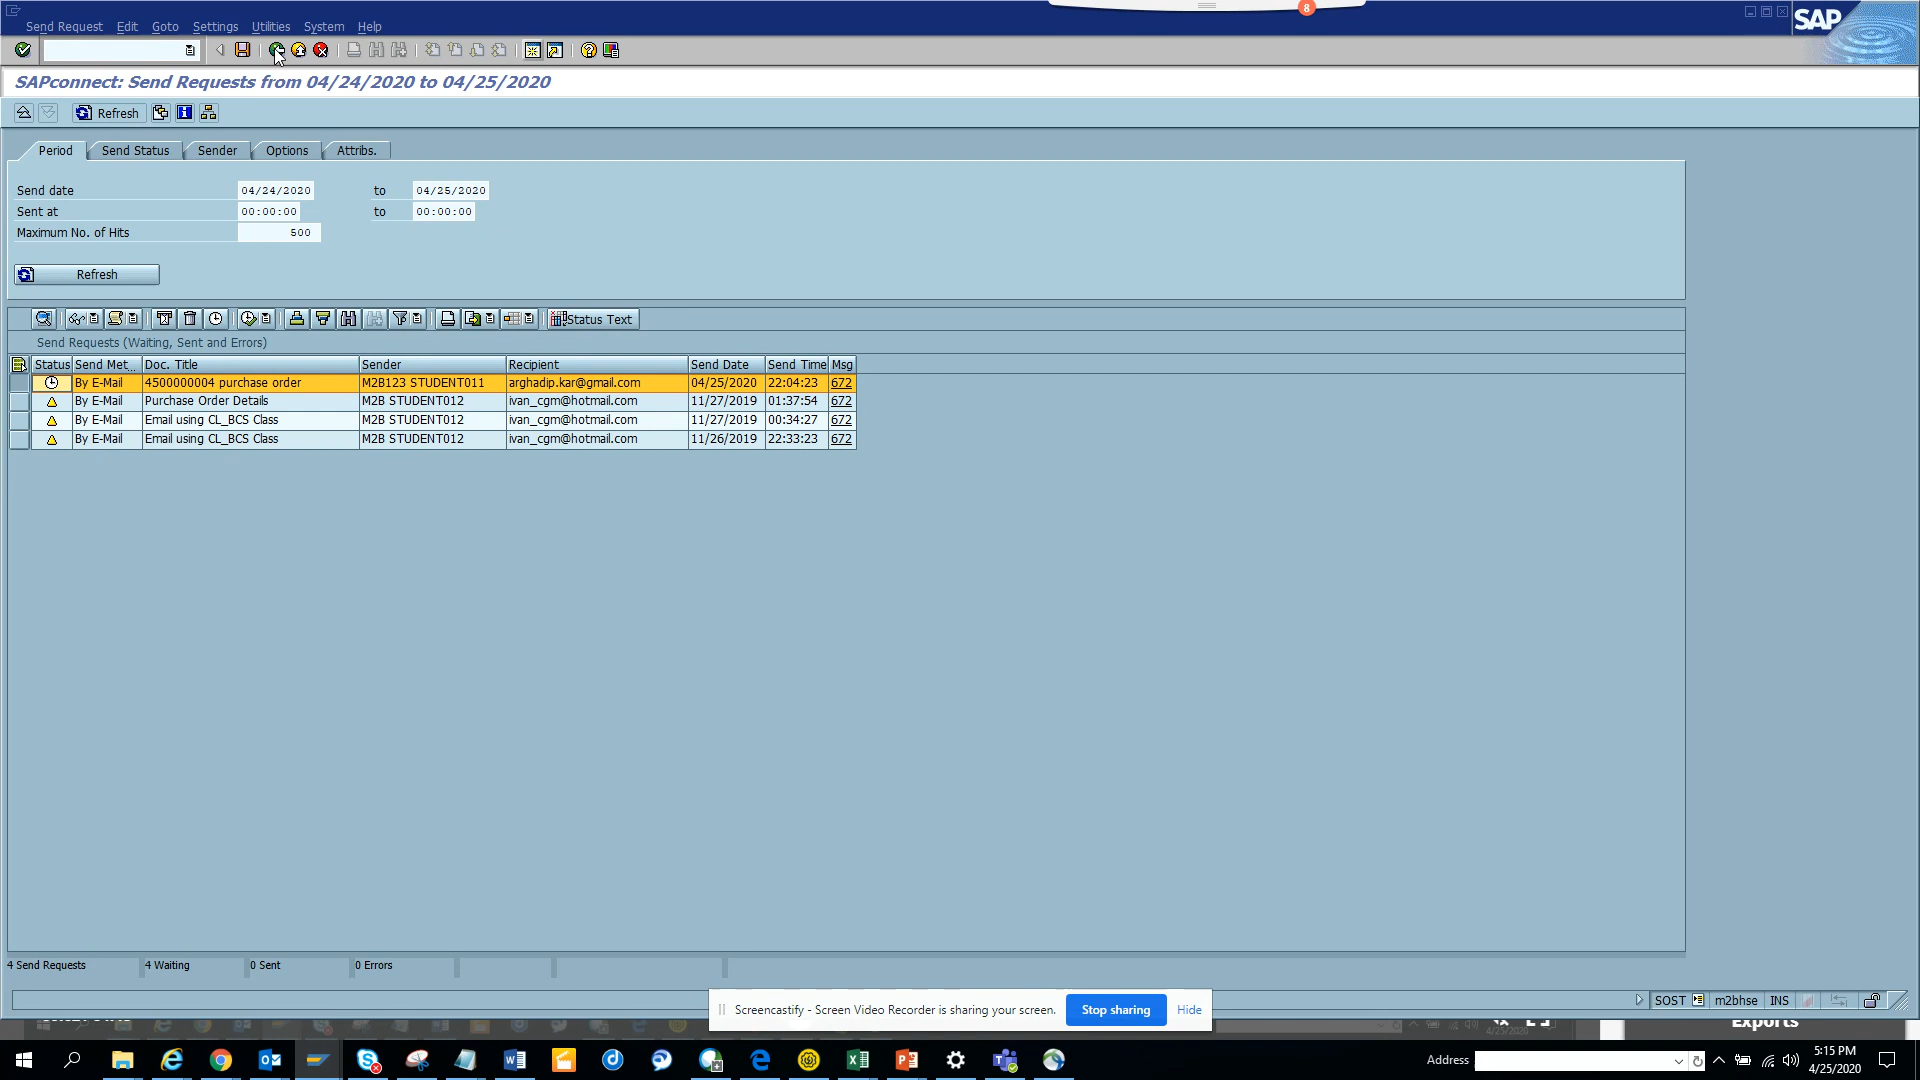 8
SAP
Send Request Edit Goto Settings Utilities System Help
SAPconnect: Send Requests from 04/24/2020 to 04/25/2020
Refresh
Period Send Status Sender Options Attribs.
Send date 04/24/2020 to 04/25/2020
Sent at 00:00:00 to 00:00:00
Maximum No. of Hits 500
Refresh
Status Text
Send Requests (Waiting, Sent and Errors)
Status Send Met... Doc. Title Sender Recipient Send Date Send Time Msg
By E-Mail 4500000004 purchase order M2B123 STUDENT011 arghadip.kar@gmail.com 04/25/2020 22:04:23 672
By E-Mail Purchase Order Details M2B STUDENT012 ivan_cgm@hotmail.com 11/27/2019 01:37:54 672
By E-Mail Email using CL_BCS Class M2B STUDENT012 ivan_cgm@hotmail.com 11/27/2019 00:34:27 672
By E-Mail Email using CL_BCS Class M2B STUDENT012 ivan_cgm@hotmail.com 11/26/2019 22:33:23 672
4 Send Requests 4 Waiting 0 Sent 0 Errors
SOST m2bhse INS
Screencastify - Screen Video Recorder is sharing your screen. Stop sharing Hide
Exports
Address
5:15 PM
4/25/2020